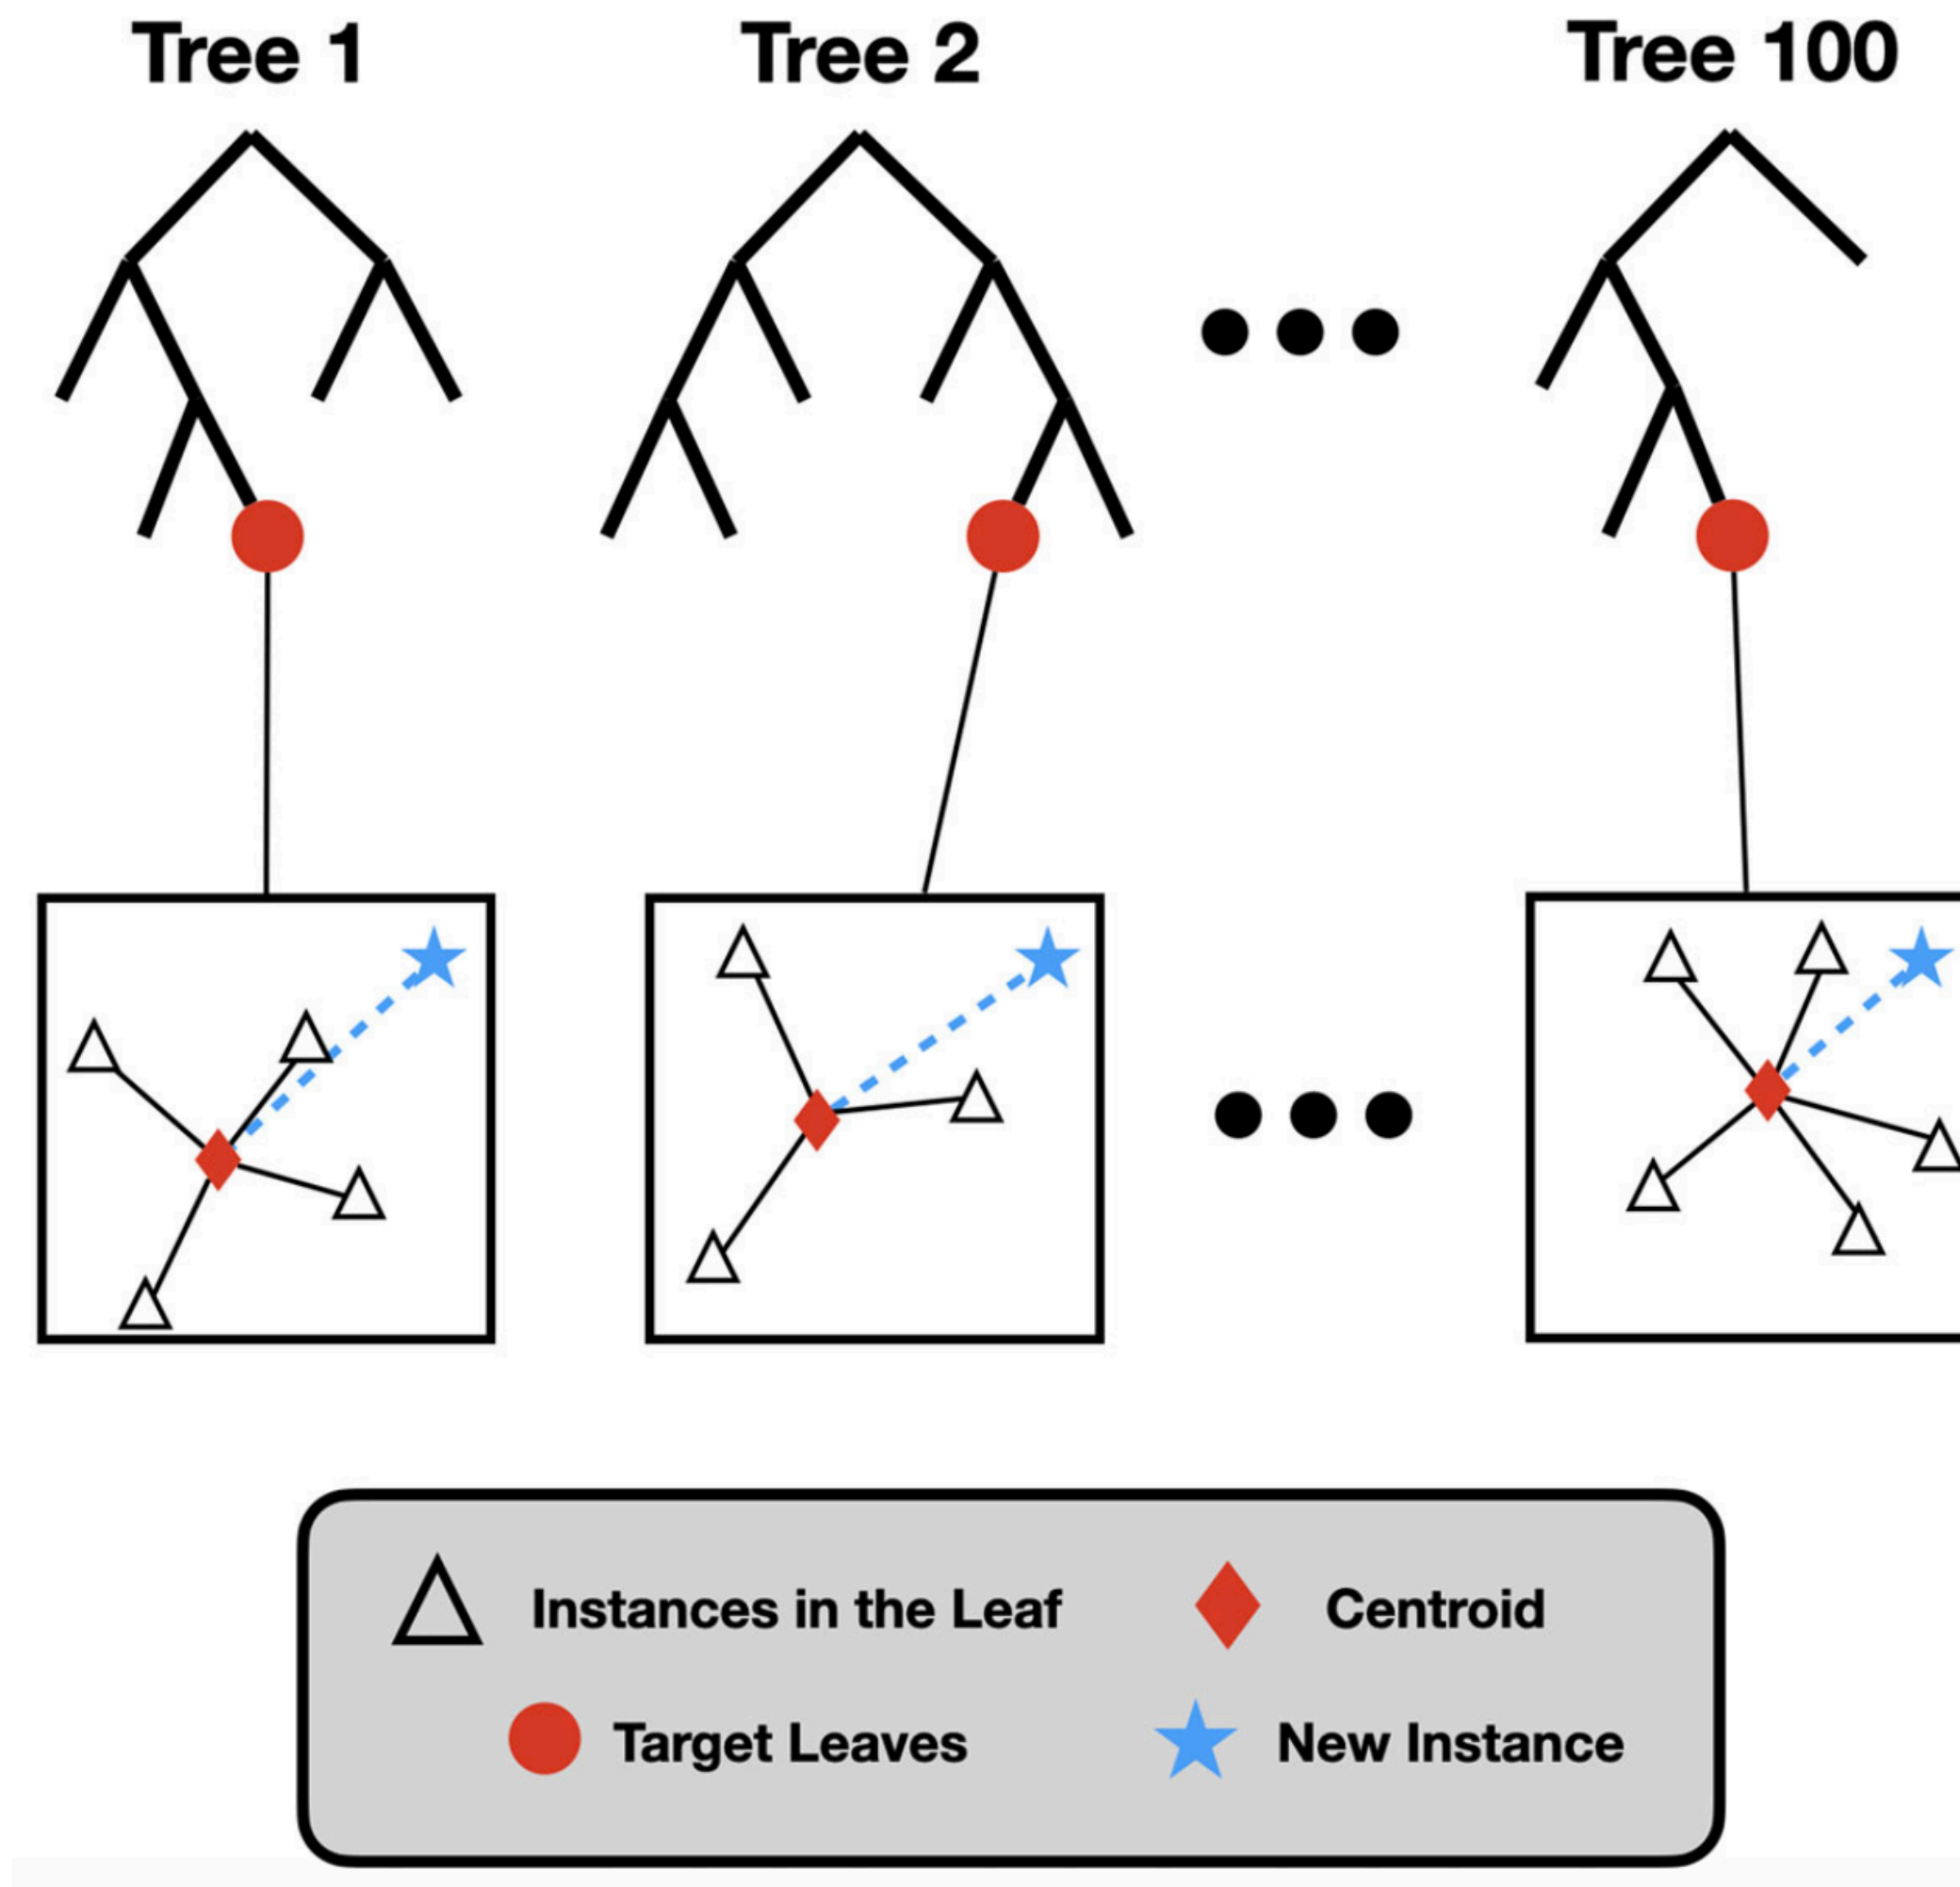 Tree 1
Tree 2
Tree 100
Instances in the Leaf
Centroid
Target Leaves
New Instance